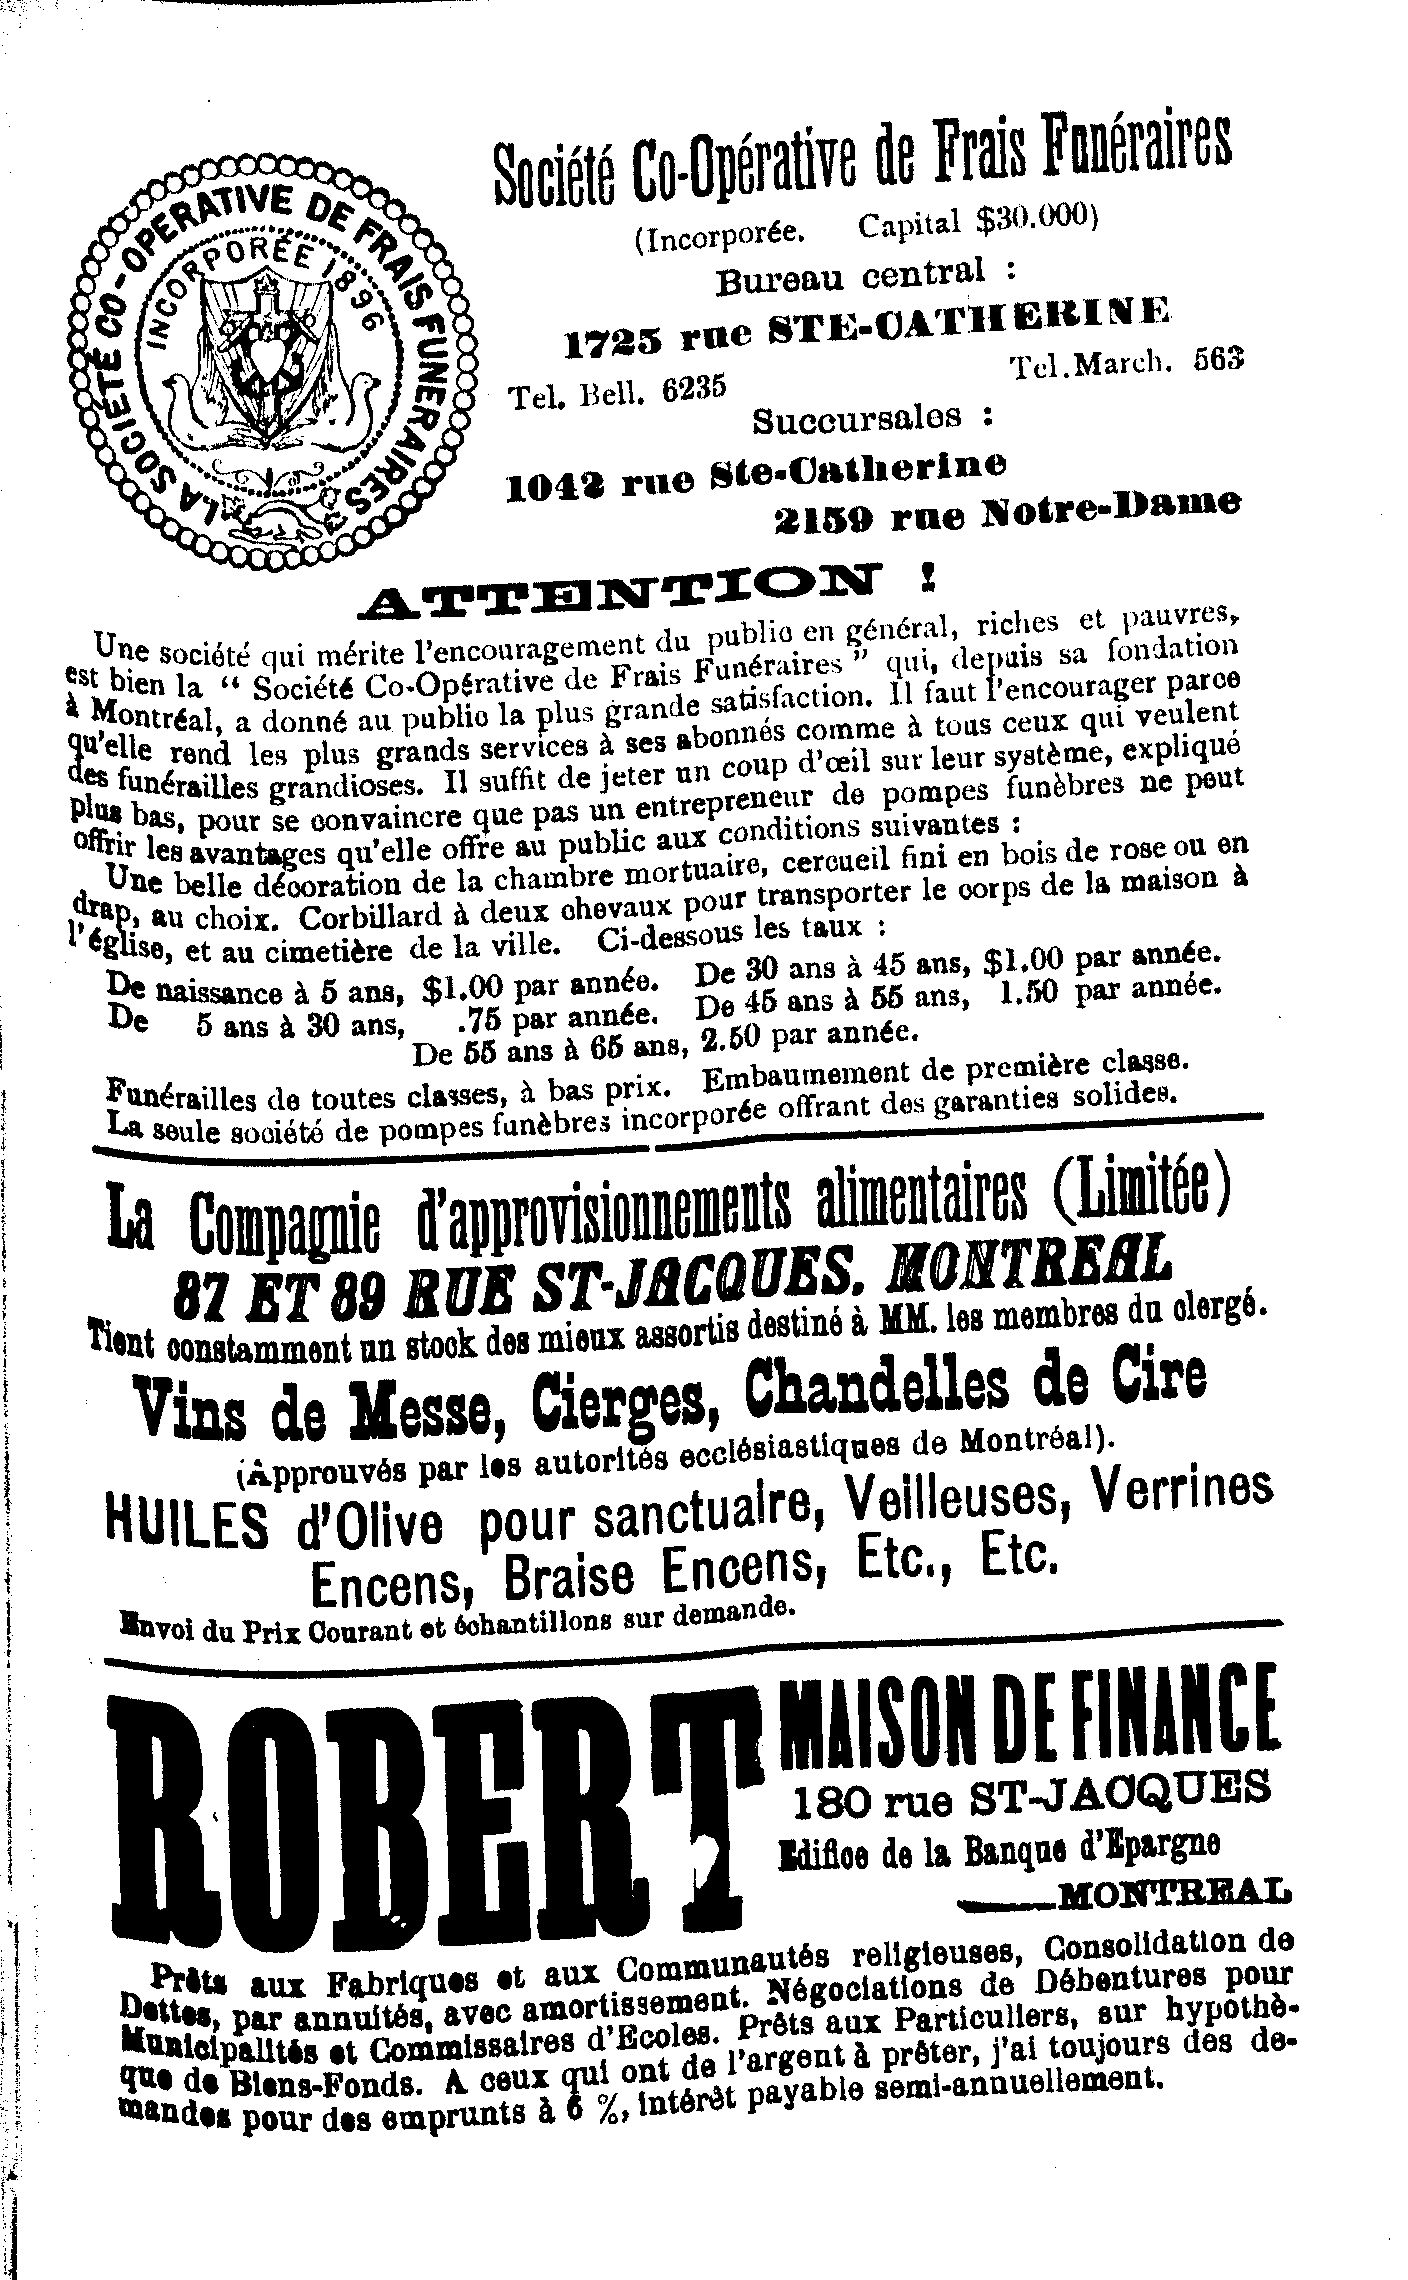 LA SOCIÉTÉ CO-OPERATIVE DE FRAIS FUNERAIRES
INCORPORÉE 1896
Société Co-Opérative de Frais Funéraires
(Incorporée. Capital $30.000)
Bureau central :
1725 rue STE-CATHERINE
Tel. Bell. 6235 Tel.March. 563
Succursales :
1042 rue Ste-Catherine
2159 rue Notre-Dame
ATTENTION !
Une société qui mérite l'encouragement du public en général, riches et pauvres,
est bien la “ Société Co-Opérative de Frais Funéraires ” qui, depuis sa fondation
à Montréal, a donné au public la plus grande satisfaction. Il faut l'encourager parce
qu'elle rend les plus grands services à ses abonnés comme à tous ceux qui veulent
des funérailles grandioses. Il suffit de jeter un coup d'œil sur leur système, expliqué
plus bas, pour se convaincre que pas un entrepreneur de pompes funèbres ne peut
offrir les avantages qu'elle offre au public aux conditions suivantes :
Une belle décoration de la chambre mortuaire, cercueil fini en bois de rose ou en
drap, au choix. Corbillard à deux chevaux pour transporter le corps de la maison à
l'église, et au cimetière de la ville. Ci-dessous les taux :
De naissance à 5 ans, $1.00 par année. De 30 ans à 45 ans, $1.00 par année.
De 5 ans à 30 ans, .75 par année. De 45 ans à 55 ans, 1.50 par année.
De 55 ans à 65 ans, 2.50 par année.
Funérailles de toutes classes, à bas prix. Embaumement de première classe.
La seule société de pompes funèbres incorporée offrant des garanties solides.
La Compagnie d'approvisionnements alimentaires (Limitée)
87 ET 89 RUE ST-JACQUES. MONTREAL
Tient constamment un stock des mieux assortis destiné à MM. les membres du clergé.
Vins de Messe, Cierges, Chandelles de Cire
(Approuvés par les autorités ecclésiastiques de Montréal).
HUILES d'Olive pour sanctuaire, Veilleuses, Verrines
Encens, Braise Encens, Etc., Etc.
Envoi du Prix Courant et échantillons sur demande.
ROBERT MAISON DE FINANCE
180 rue ST-JACQUES
Edifice de la Banque d'Epargne
MONTREAL
Prêts aux Fabriques et aux Communautés religieuses, Consolidation de
Dettes, par annuités, avec amortissement. Négociations de Débentures pour
Municipalités et Commissaires d'Ecoles. Prêts aux Particuliers, sur hypothè-
que de Biens-Fonds. A ceux qui ont de l'argent à prêter, j'ai toujours des de-
mandes pour des emprunts à 6 %, intérêt payable semi-annuellement.